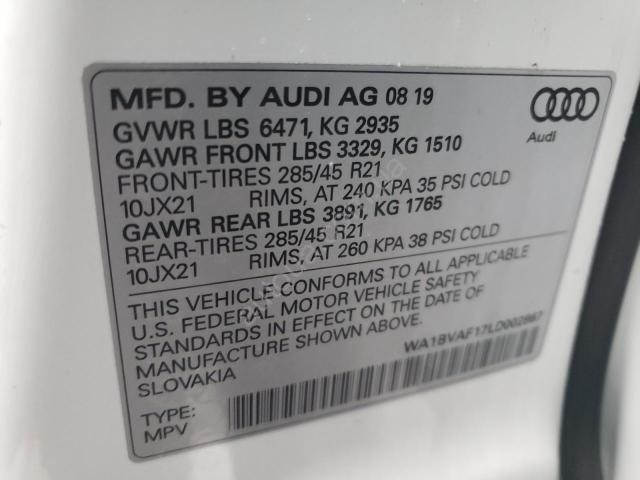 MFD. BY AUDI AG 08 19
GVWR LBS 6471, KG 2935
GAWR FRONT LBS 3329, KG 1510
FRONT-TIRES 285/45 R21
10JX21 RIMS, AT 240 KPA 35 PSI COLD
GAWR REAR LBS 3891, KG 1765
REAR-TIRES 285/45 R21
10JX21 RIMS, AT 260 KPA 38 PSI COLD
Audi
THIS VEHICLE CONFORMS TO ALL APPLICABLE
U.S. FEDERAL MOTOR VEHICLE SAFETY
STANDARDS IN EFFECT ON THE DATE OF
MANUFACTURE SHOWN ABOVE.
SLOVAKIA
WA1BVAF17LD002867
TYPE:
MPV